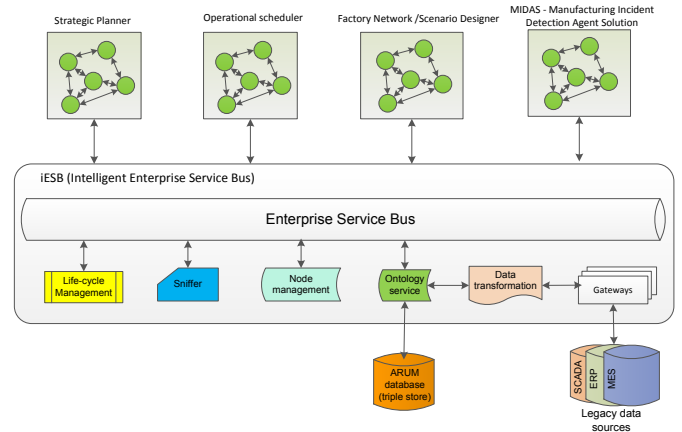 Strategic Planner
Operational scheduler
Factory Network /Scenario Designer
MIDAS - Manufacturing Incident
Detection Agent Solution
iESB (Intelligent Enterprise Service Bus)
Enterprise Service Bus
Life-cycle
Management
Sniffer
Node
management
Ontology
service
Data
transformation
Gateways
ARUM
database
(triple store)
SCADA
ERP
MES
Legacy data
sources